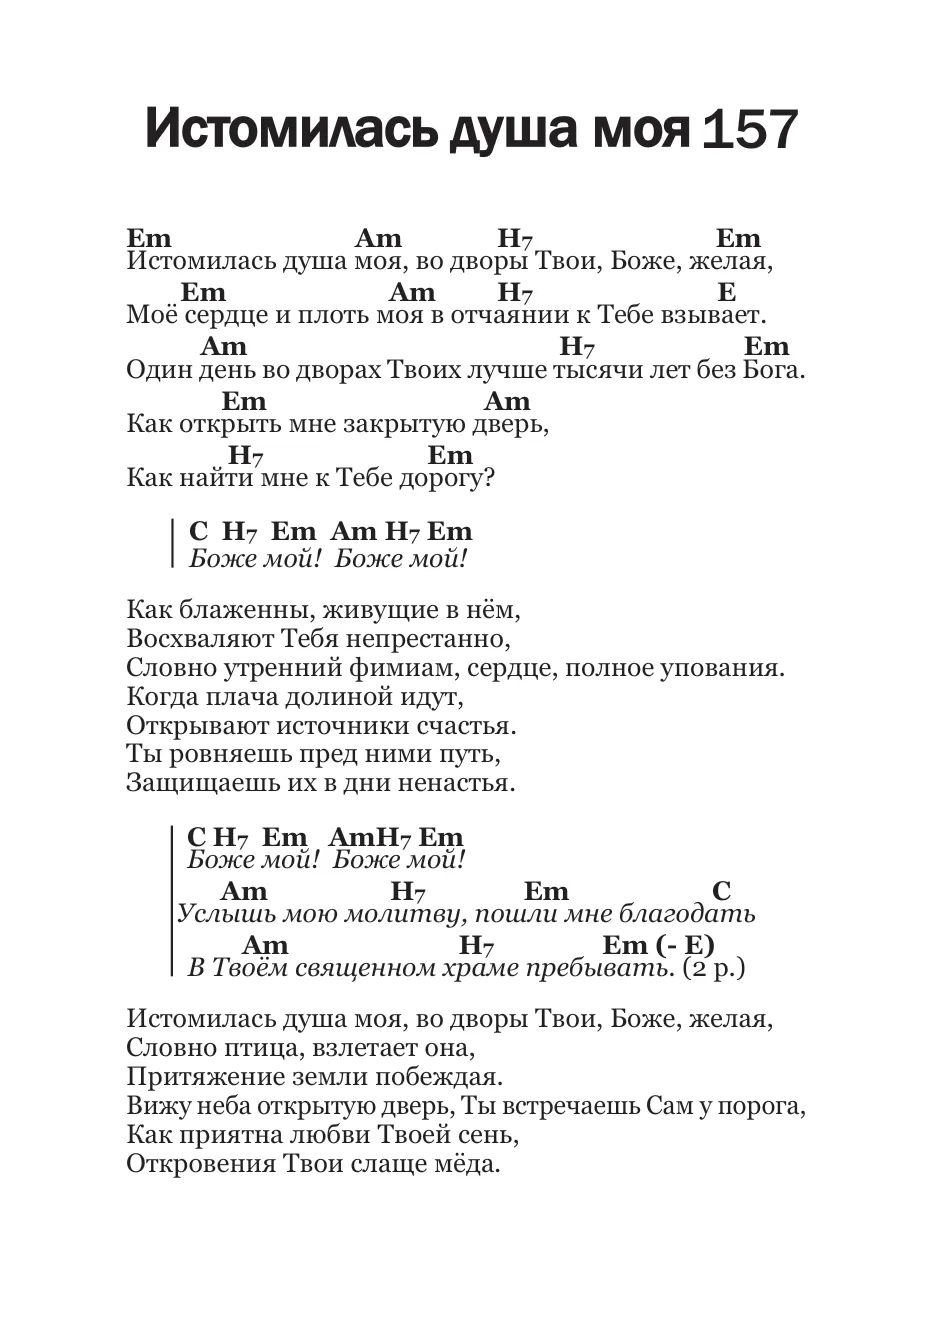 Истомилась душа моя 157
Em Am H7 Em
Истомилась душа моя, во дворы Твои, Боже, желая,
Em Am H7 E
Моё сердце и плоть моя в отчаянии к Тебе взывает.
Am H7 Em
Один день во дворах Твоих лучше тысячи лет без Бога.
Em Am
Как открыть мне закрытую дверь,
H7 Em
Как найти мне к Тебе дорогу?
C H7 Em Am H7 Em
Боже мой! Боже мой!
Как блаженны, живущие в нём,
Восхваляют Тебя непрестанно,
Словно утренний фимиам, сердце, полное упования.
Когда плача долиной идут,
Открывают источники счастья.
Ты ровняешь пред ними путь,
Защищаешь их в дни ненастья.
C H7 Em AmH7 Em
Боже мой! Боже мой!
Am H7 Em C
Услышь мою молитву, пошли мне благодать
Am H7 Em (- E)
В Твоём священном храме пребывать. (2 р.)
Истомилась душа моя, во дворы Твои, Боже, желая,
Словно птица, взлетает она,
Притяжение земли побеждая.
Вижу неба открытую дверь, Ты встречаешь Сам у порога,
Как приятна любви Твоей сень,
Откровения Твои слаще мёда.